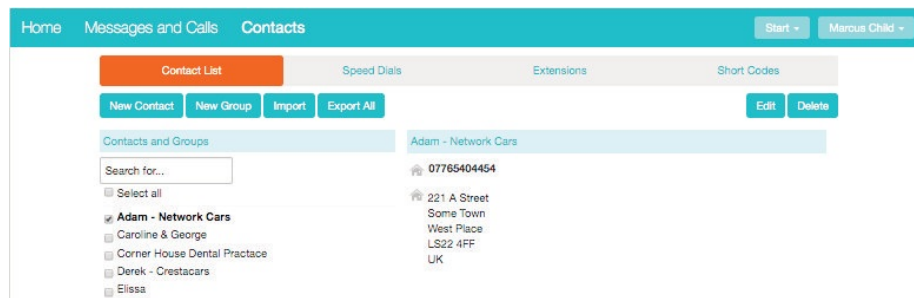 Home Messages and Calls Contacts Start Marcus Child
Contact List Speed Dials Extensions Short Codes
New Contact New Group Import Export All Edit Delete
Contacts and Groups
Search for...
Select all
Adam - Network Cars
Caroline & George
Corner House Dental Practace
Derek - Crestacars
Elissa
Adam - Network Cars
07765404454
221 A Street
Some Town
West Place
LS22 4FF
UK